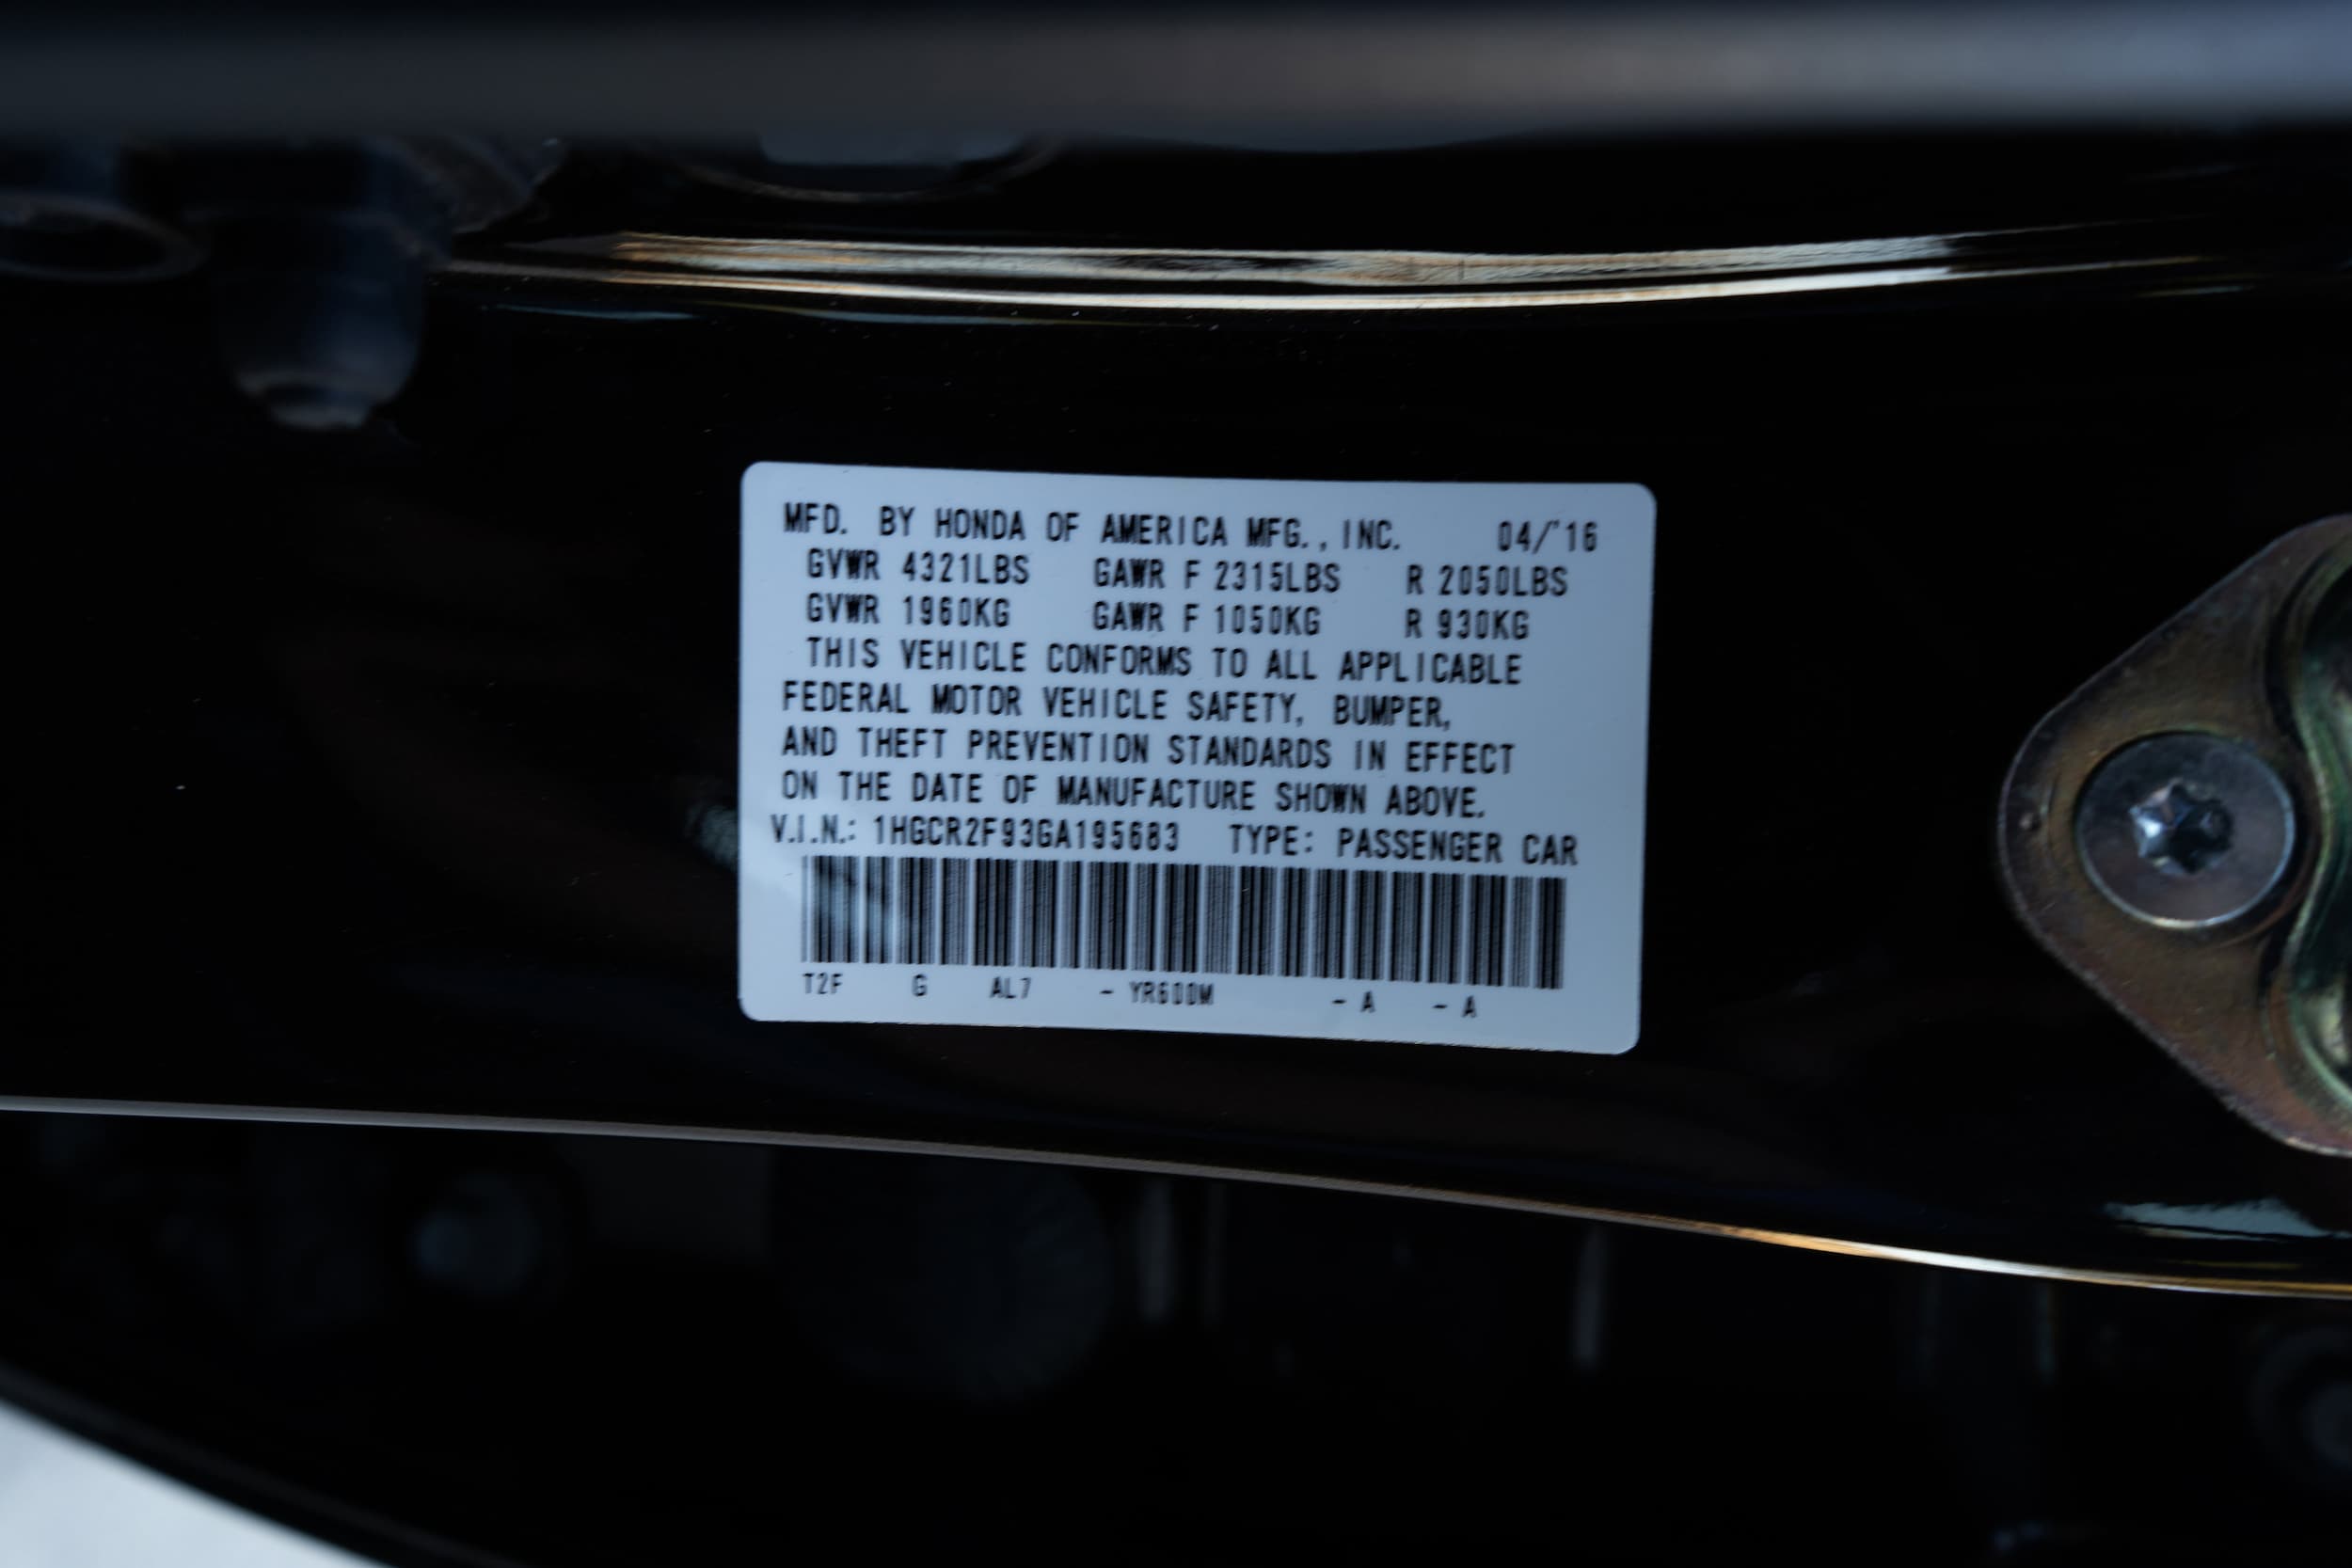 MFD. BY HONDA OF AMERICA MFG., INC. 04/'16
GVWR 4321LBS GAWR F 2315LBS R 2050LBS
GVWR 1960KG GAWR F 1050KG R 930KG
THIS VEHICLE CONFORMS TO ALL APPLICABLE
FEDERAL MOTOR VEHICLE SAFETY, BUMPER,
AND THEFT PREVENTION STANDARDS IN EFFECT
ON THE DATE OF MANUFACTURE SHOWN ABOVE.
V.I.N.: 1HGCR2F93GA195683 TYPE: PASSENGER CAR
T2F G AL7 - YR600M - A - A